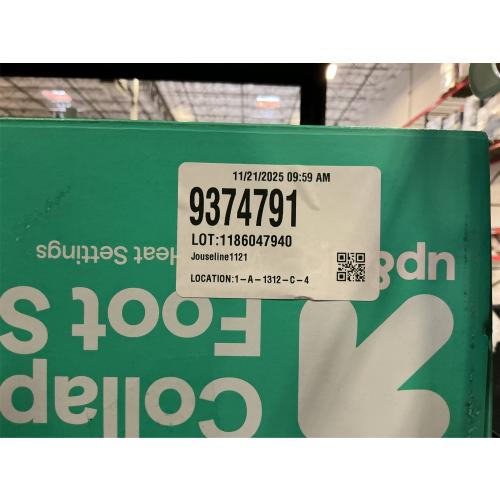 11/21/2025 09:59 AM
9374791
LOT:1186047940
Jouseline1121
LOCATION:1-A-1312-C-4
up&
Heat Settings
Foot S
Collap